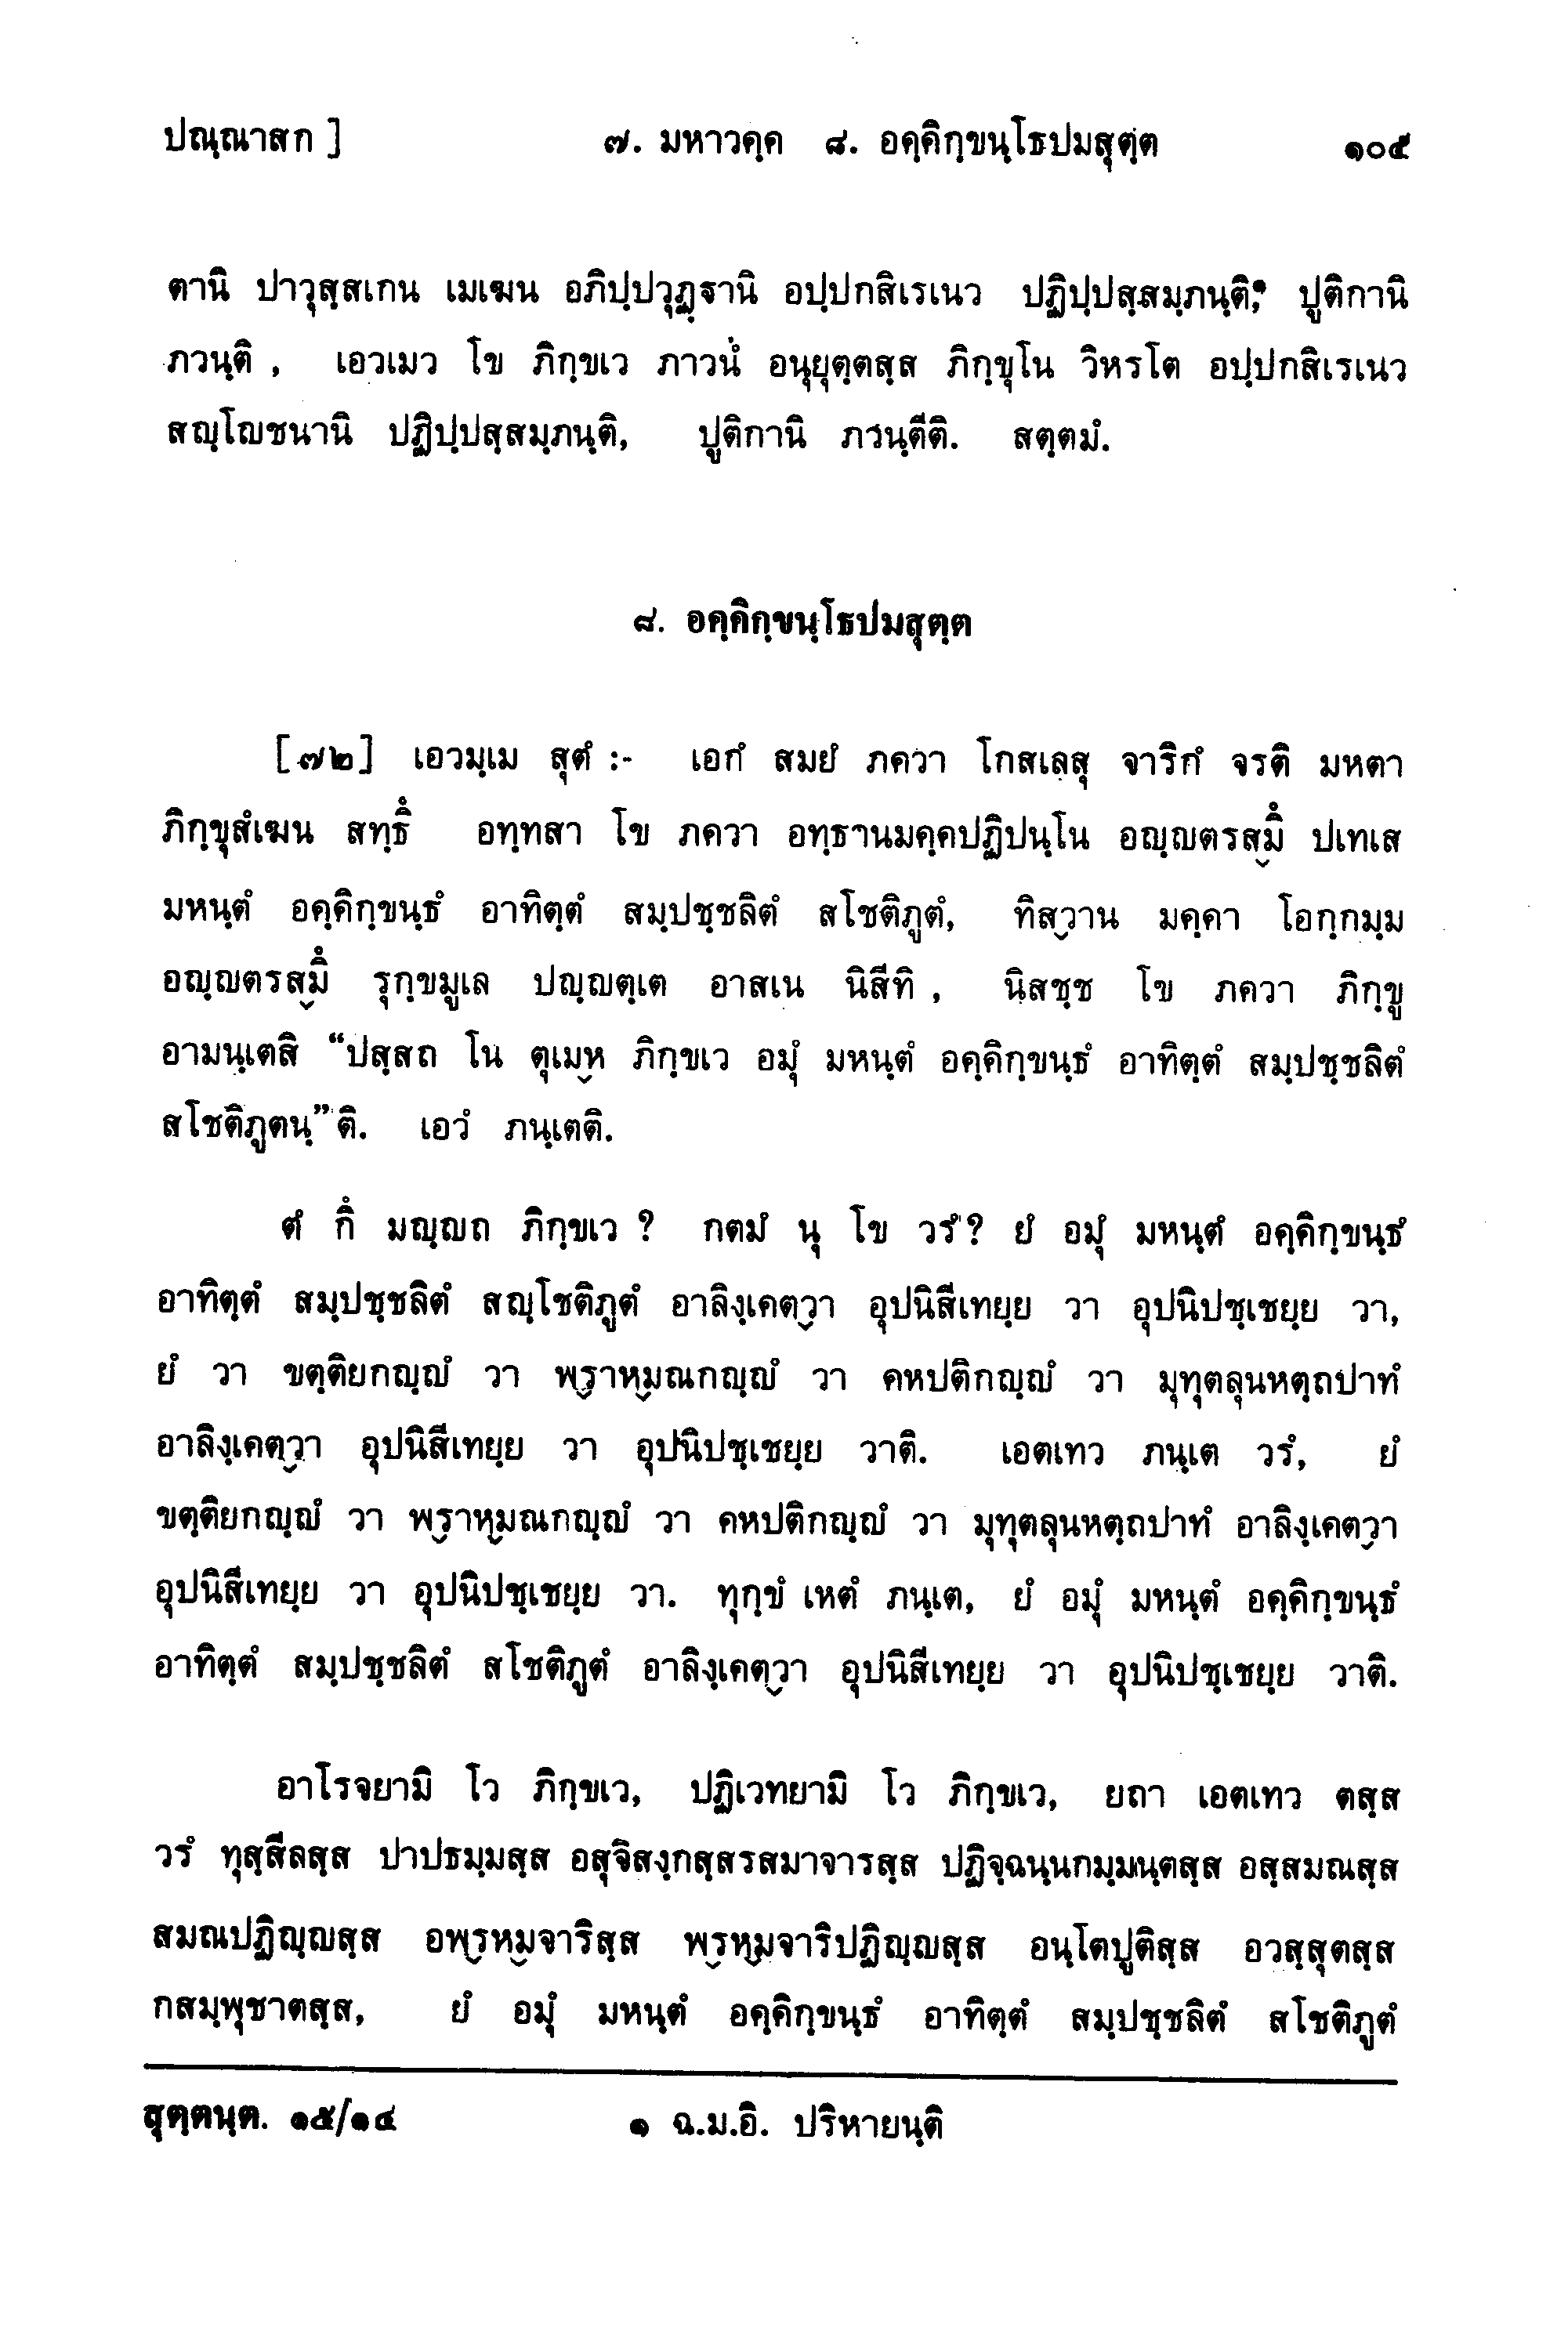 ปณฺณาสก ] ๗. มหาวคฺค ๘. อคฺคิกฺขนฺโธปมสุตฺต ๑๐๕
ตานิ ปาวุสฺสเกน เมเฆน อภิปฺปวุฏฺฐานิ อปฺปกสิเรเนว ปฏิปฺปสฺสมฺภนฺติ,๑ ปูติกานิ
ภวนฺติ , เอวเมว โข ภิกฺขเว ภาวนํ อนุยุตฺตสฺส ภิกฺขุโน วิหรโต อปฺปกสิเรเนว
สญฺโญชนานิ ปฏิปฺปสฺสมฺภนฺติ, ปูติกานิ ภวนฺตีติ. สตฺตมํ.
๘. อคฺคิกฺขนฺโธปมสุตฺต
[๗๒] เอวมฺเม สุตํ :- เอกํ สมยํ ภควา โกสเลสุ จาริกํ จรติ มหตา
ภิกฺขุสํเฆน สทฺธิํ อทฺทสา โข ภควา อทฺธานมคฺคปฏิปนฺโน อญฺญตรสฺมิํ ปเทเส
มหนฺตํ อคฺคิกฺขนฺธํ อาทิตฺตํ สมฺปชฺชลิตํ สโชติภูตํ, ทิสฺวาน มคฺคา โอกฺกมฺม
อญฺญตรสฺมิํ รุกฺขมูเล ปญฺญตฺเต อาสเน นิสีทิ , นิสชฺช โข ภควา ภิกฺขู
อามนฺเตสิ “ปสฺสถ โน ตุเมฺห ภิกฺขเว อมุํ มหนฺตํ อคฺคิกฺขนฺธํ อาทิตฺตํ สมฺปชฺชลิตํ
สโชติภูตนฺ”ติ. เอวํ ภนฺเตติ.
ตํ กิํ มญฺญถ ภิกฺขเว ? กตมํ นุ โข วรํ ? ยํ อมุํ มหนฺตํ อคฺคิกฺขนฺธํ
อาทิตฺตํ สมฺปชฺชลิตํ สญฺโชติภูตํ อาลิงฺเคตฺวา อุปนิสีเทยฺย วา อุปนิปชฺเชยฺย วา,
ยํ วา ขตฺติยกญฺญํ วา พฺราหฺมณกญฺญํ วา คหปติกญฺญํ วา มุทุตลุนหตฺถปาทํ
อาลิงฺเคตฺวา อุปนิสีเทยฺย วา อุปนิปชฺเชยฺย วาติ. เอตเทว ภนฺเต วรํ, ยํ
ขตฺติยกญฺญํ วา พฺราหฺมณกญฺญํ วา คหปติกญฺญํ วา มุทุตลุนหตฺถปาทํ อาลิงฺเคตฺวา
อุปนิสีเทยฺย วา อุปนิปชฺเชยฺย วา. ทุกฺขํ เหตํ ภนฺเต, ยํ อมุํ มหนฺตํ อคฺคิกฺขนฺธํ
อาทิตฺตํ สมฺปชฺชลิตํ สโชติภูตํ อาลิงฺเคตฺวา อุปนิสีเทยฺย วา อุปนิปชฺเชยฺย วาติ.
อาโรจยามิ โว ภิกฺขเว, ปฏิเวทยามิ โว ภิกฺขเว, ยถา เอตเทว ตสฺส
วรํ ทุสฺสีลสฺส ปาปธมฺมสฺส อสุจิสงฺกสฺสรสมาจารสฺส ปฏิจฺฉนฺนกมฺมนฺตสฺส อสฺสมณสฺส
สมณปฏิญฺญสฺส อพฺรหฺมจาริสฺส พฺรหฺมจาริปฏิญฺญสฺส อนฺโตปูติสฺส อวสฺสุตสฺส
กสมฺพุชาตสฺส, ยํ อมุํ มหนฺตํ อคฺคิกฺขนฺธํ อาทิตฺตํ สมฺปชฺชลิตํ สโชติภูตํ
สุตฺตนฺต. ๑๕/๑๔ ๑ ฉ.ม.อิ. ปริหายนฺติ